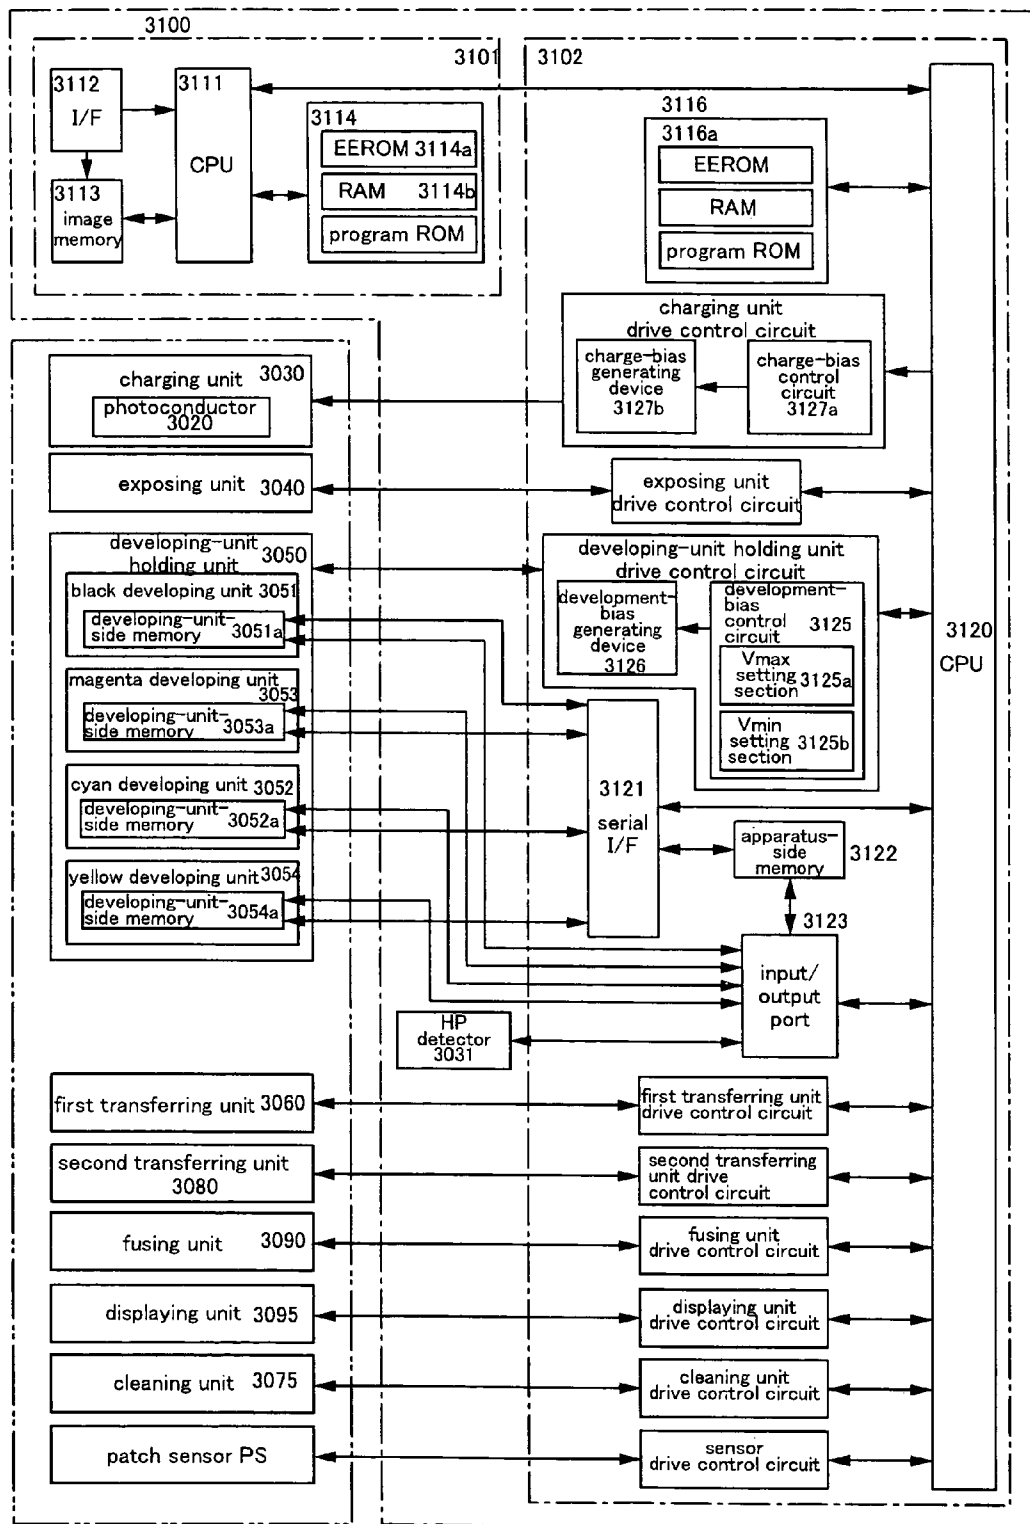 3100
3101
3102
3112
I/F
3111
CPU
3113
image
memory
3114
EEROM 3114a
RAM 3114b
program ROM
3116
3116a
EEROM
RAM
program ROM
3120
CPU
charging unit
drive control circuit
charge-bias
generating
device
3127b
charge-bias
control
circuit
3127a
charging unit 3030
photoconductor
3020
exposing unit 3040
exposing unit
drive control circuit
developing-unit
holding unit 3050
black developing unit 3051
developing-unit-
side memory 3051a
magenta developing unit
3053
developing-unit-
side memory 3053a
cyan developing unit 3052
developing-unit-
side memory 3052a
yellow developing unit 3054
developing-unit-
side memory 3054a
developing-unit holding unit
drive control circuit
development-
bias
generating
device
3126
development-
bias
control
circuit 3125
Vmax
setting
section 3125a
Vmin
setting
section 3125b
3121
serial
I/F
apparatus-
side
memory 3122
3123
input/
output
port
HP
detector
3031
first transferring unit 3060
first transferring unit
drive control circuit
second transferring unit
3080
second transferring
unit drive
control circuit
fusing unit 3090
fusing unit
drive control circuit
displaying unit 3095
displaying unit
drive control circuit
cleaning unit 3075
cleaning unit
drive control circuit
patch sensor PS
sensor
drive control circuit